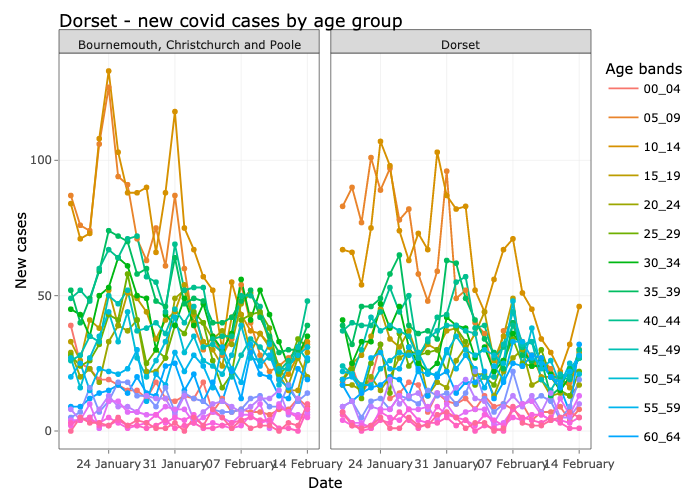 Dorset - new covid cases by age group
Bournemouth, Christchurch and Poole
Dorset
Age bands
00_04
05_09
10_14
15_19
20_24
25_29
30_34
35_39
40_44
45_49
50_54
55_59
60_64
New cases
100
50
0
24 January 31 January 07 February 14 February
24 January 31 January 07 February 14 February
Date